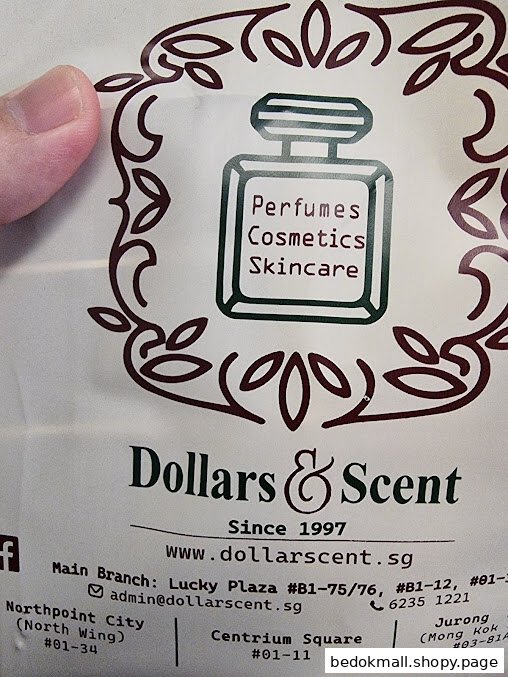 Perfumes
Cosmetics
Skincare
Dollars & Scent
Since 1997
www.dollarscent.sg
f
Main Branch: Lucky Plaza #B1-75/76, #B1-12,
admin@dollarscent.sg 6235 1221
Northpoint City
(North Wing)
#01-34
Centrium Square
#01-11
Jurong
(Mong Kok
bedokmall.shopy.page